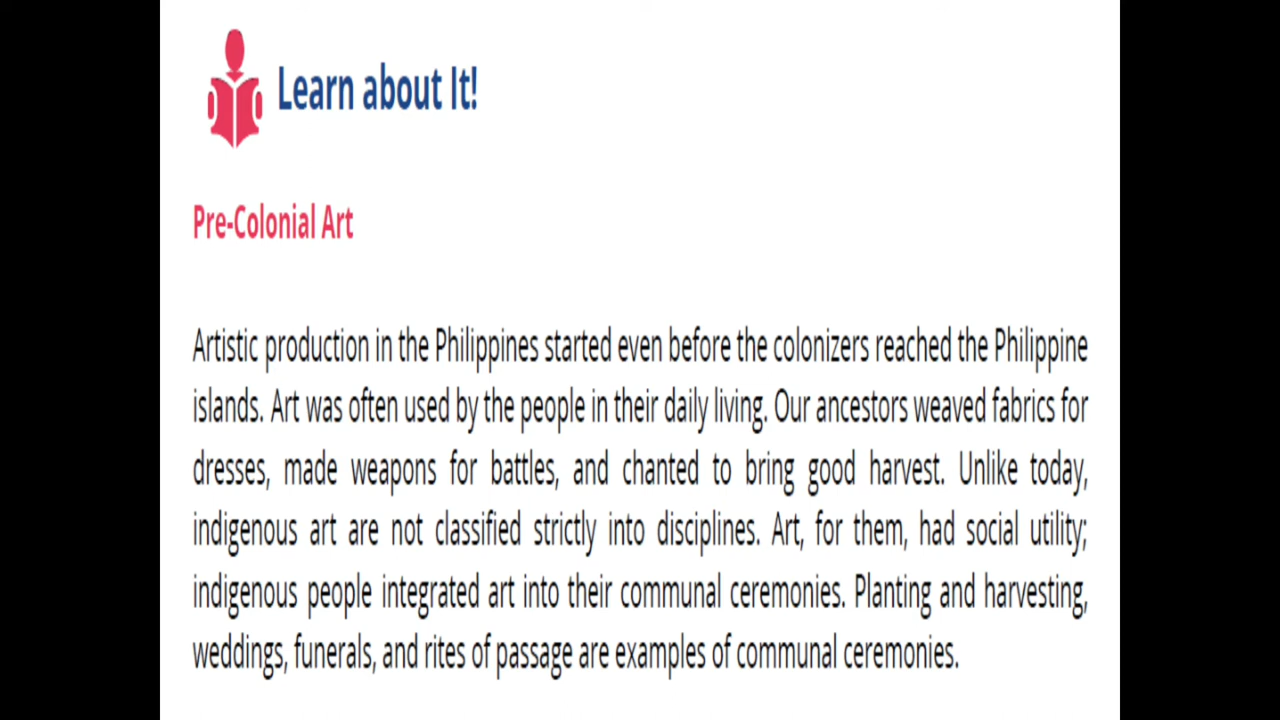 Learn about It!
Pre-Colonial Art
Artistic production in the Philippines started even before the colonizers reached the Philippine
islands. Art was often used by the people in their daily living. Our ancestors weaved fabrics for
dresses, made weapons for battles, and chanted to bring good harvest. Unlike today,
indigenous art are not classified strictly into disciplines. Art, for them, had social utility;
indigenous people integrated art into their communal ceremonies. Planting and harvesting,
weddings, funerals, and rites of passage are examples of communal ceremonies.